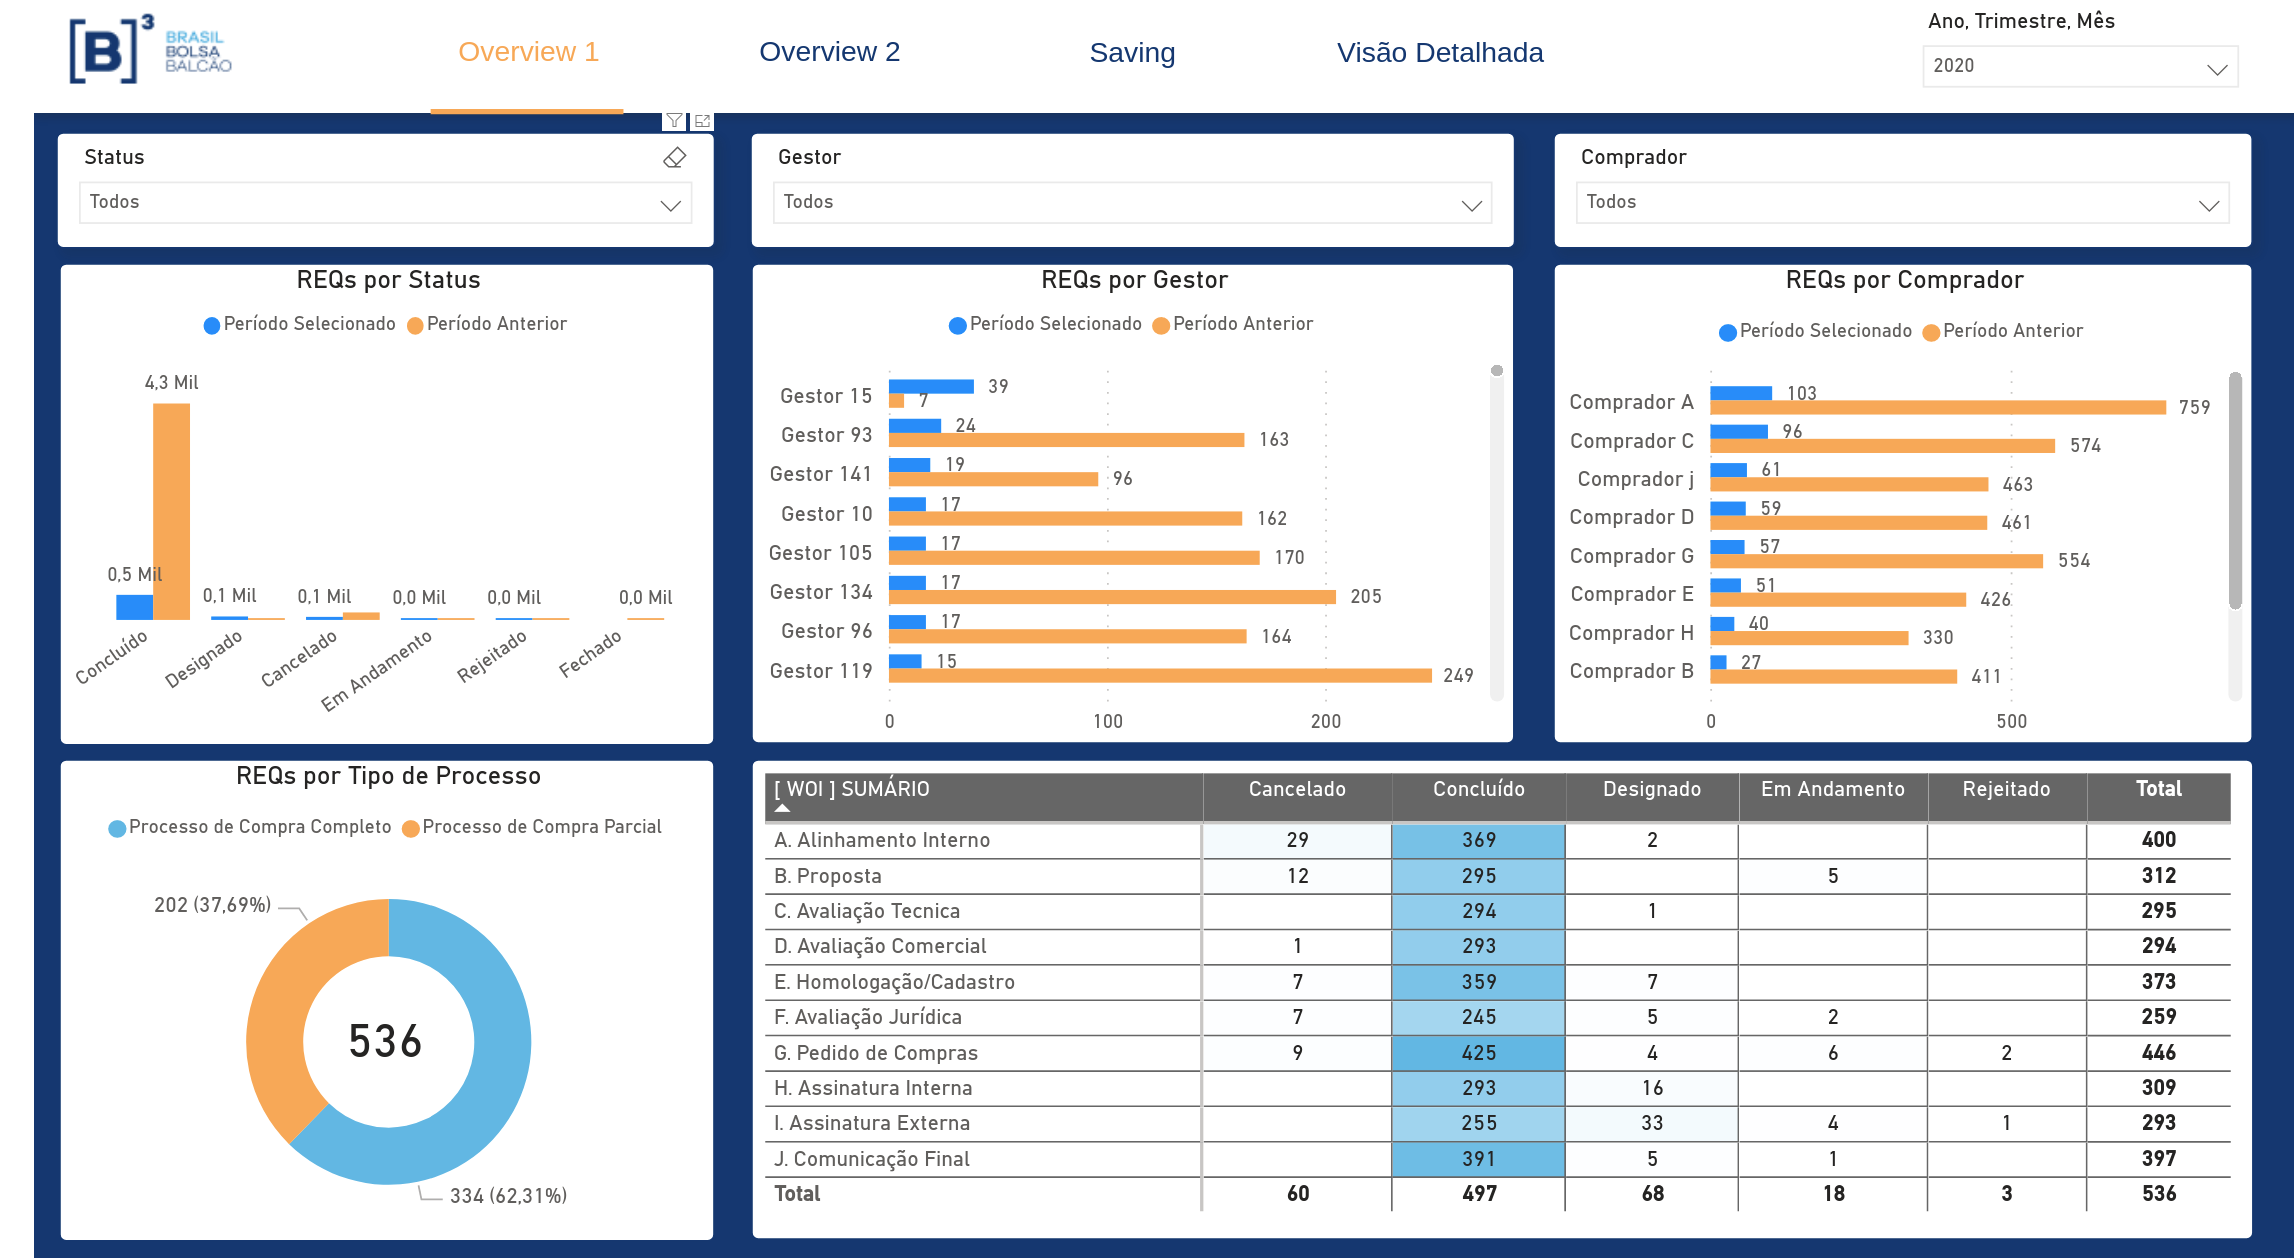 [B]³ BRASIL
BOLSA
BALCÃO
Overview 1
Overview 2
Saving
Visão Detalhada
Ano, Trimestre, Mês
2020
Status
Todos
Gestor
Todos
Comprador
Todos
REQs por Status
Período Selecionado Período Anterior
4,3 Mil
0,5 Mil
0,1 Mil 0,1 Mil 0,0 Mil 0,0 Mil 0,0 Mil
Concluído Designado Cancelado Em Andamento Rejeitado Fechado
REQs por Gestor
Período Selecionado Período Anterior
Gestor 15 39 7
Gestor 93 24 163
Gestor 141 19 96
Gestor 10 17 162
Gestor 105 17 170
Gestor 134 17 205
Gestor 96 17 164
Gestor 119 15 249
0 100 200
REQs por Comprador
Período Selecionado Período Anterior
Comprador A 103 759
Comprador C 96 574
Comprador j 61 463
Comprador D 59 461
Comprador G 57 554
Comprador E 51 426
Comprador H 40 330
Comprador B 27 411
0 500
REQs por Tipo de Processo
Processo de Compra Completo Processo de Compra Parcial
202 (37,69%)
536
334 (62,31%)
[ WOI ] SUMÁRIO Cancelado Concluído Designado Em Andamento Rejeitado Total
A. Alinhamento Interno 29 369 2 400
B. Proposta 12 295 5 312
C. Avaliação Tecnica 294 1 295
D. Avaliação Comercial 1 293 294
E. Homologação/Cadastro 7 359 7 373
F. Avaliação Jurídica 7 245 5 2 259
G. Pedido de Compras 9 425 4 6 2 446
H. Assinatura Interna 293 16 309
I. Assinatura Externa 255 33 4 1 293
J. Comunicação Final 391 5 1 397
Total 60 497 68 18 3 536